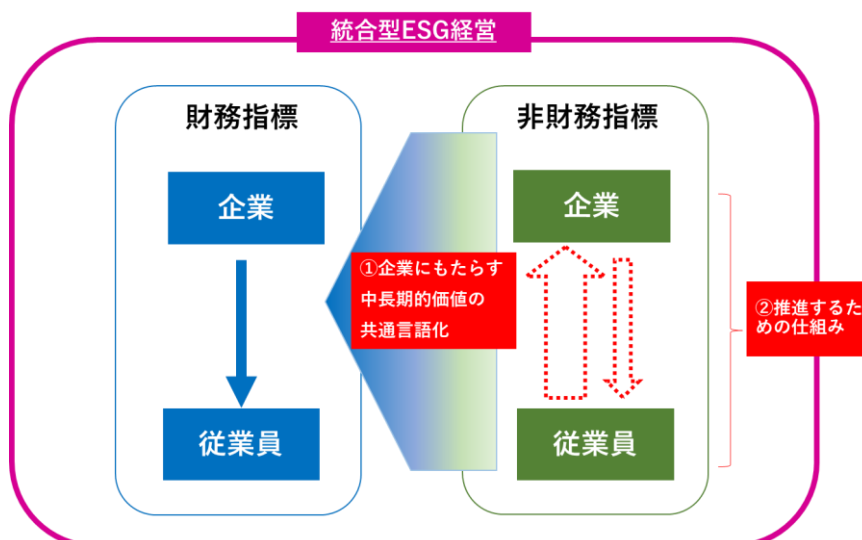 統合型ESG経営
財務指標
非財務指標
企業
企業
①企業にもたらす
中長期的価値の
共通言語化
②推進するた
めの仕組み
従業員
従業員